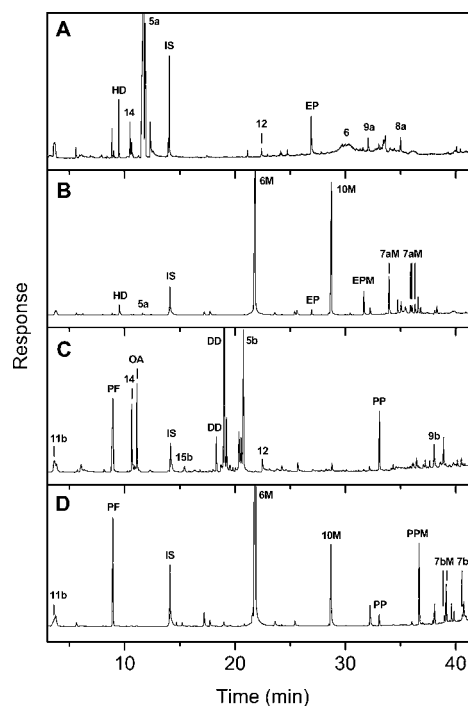 A
HD
14
5a
IS
12
EP
6
9a
8a
B
HD
5a
IS
6M
EP
10M
EPM
7aM 7aM
C
11b
PF
14
OA
IS
15b
DD
DD
5b
12
PP
9b
D
11b
PF
IS
6M
10M
PP
PPM
7bM 7b
10 20 30 40
Time (min)
Response